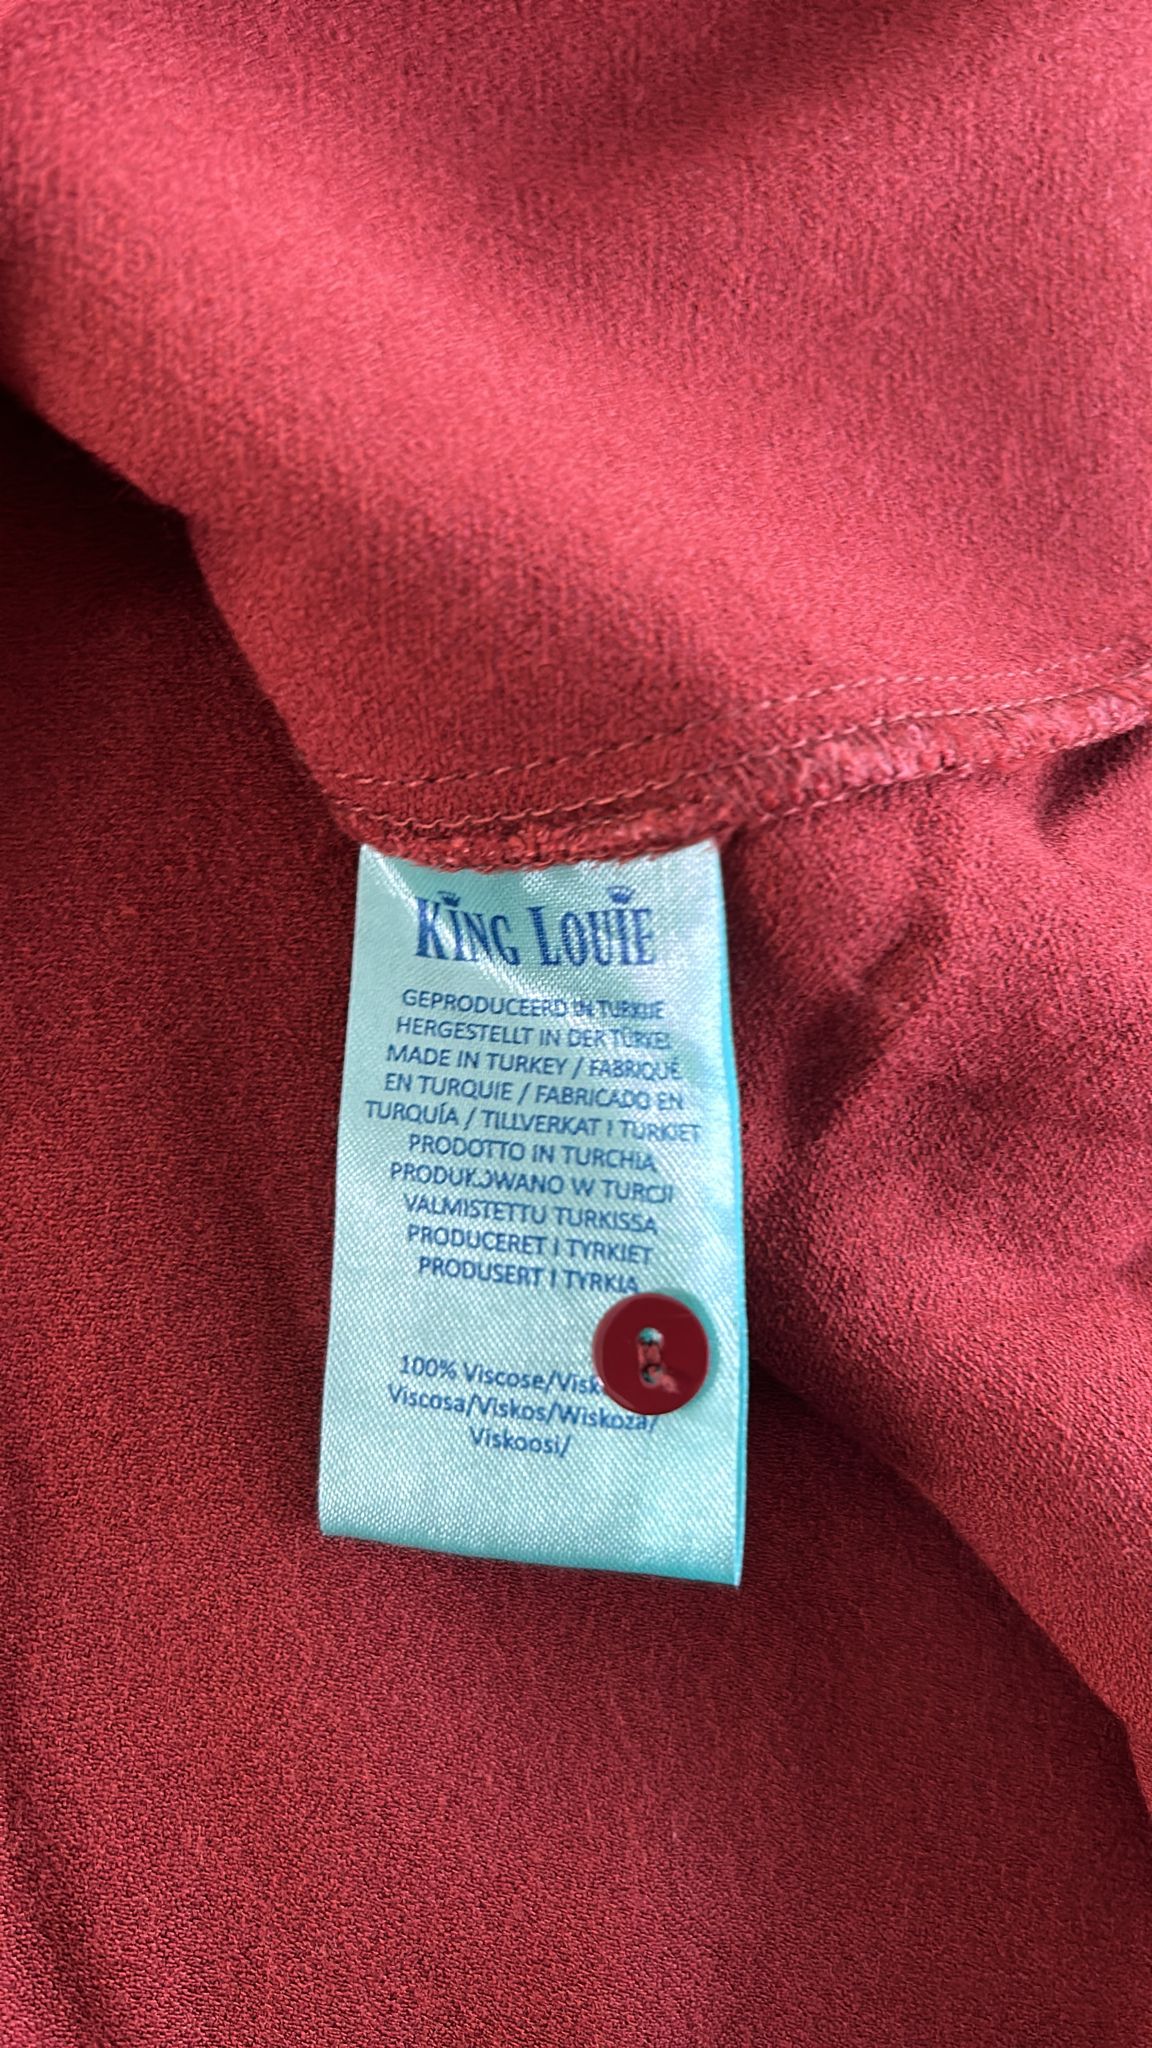 KING LOUIE
GEPRODUCEERD IN TURKIJE
HERGESTELLT IN DER TÜRKEI
MADE IN TURKEY / FABRIQUÉ
EN TURQUIE / FABRICADO EN
TURQUÍA / TILLVERKAT I TURKIET
PRODOTTO IN TURCHIA
PRODUKOWANO W TURCJI
VALMISTETTU TURKISSA
PRODUCERET I TYRKIET
PRODUSERT I TYRKIA
100% Viscose/
Viscosa/Viskos/Wiskoza/
Viskoosi/